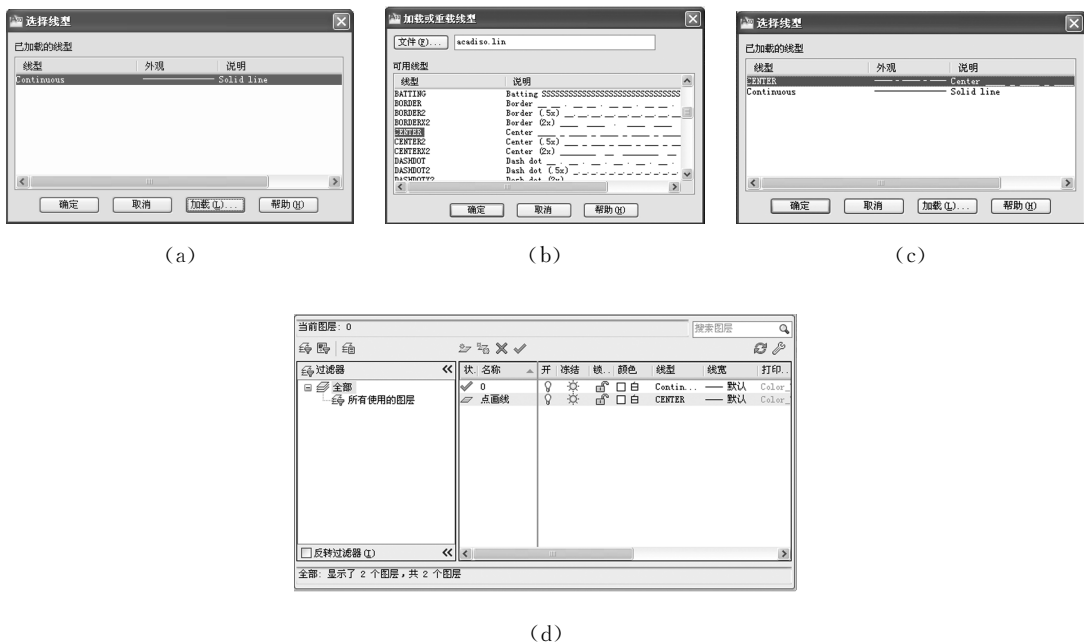 选择线型
已加载的线型
线型 外观 说明
Continuous Solid line
确定 取消 加载(L)... 帮助(H)
(a)
加载或重载线型
文件(F)... acadiso.lin
可用线型
线型 说明
BATTING Batting SSSSSSSSSSSSSSSSSSSSSSSSSSSSSS
BORDER Border
BORDER2 Border (.5x)
BORDERX2 Border (2x)
CENTER Center
CENTER2 Center (.5x)
CENTERX2 Center (2x)
DASHDOT Dash dot
DASHDOT2 Dash dot (.5x)
DASHDOTX2 Dash dot (2x)
确定 取消 帮助(H)
(b)
选择线型
已加载的线型
线型 外观 说明
CENTER Center
Continuous Solid line
确定 取消 加载(L)... 帮助(H)
(c)
当前图层: 0 搜索图层
过滤器
全部
所有使用的图层
反转过滤器(I)
状. 名称 开 冻结 锁.. 颜色 线型 线宽 打印..
0 白 Contin... 默认 Color_
点画线 白 CENTER 默认 Color_
全部: 显示了 2 个图层,共 2 个图层
(d)